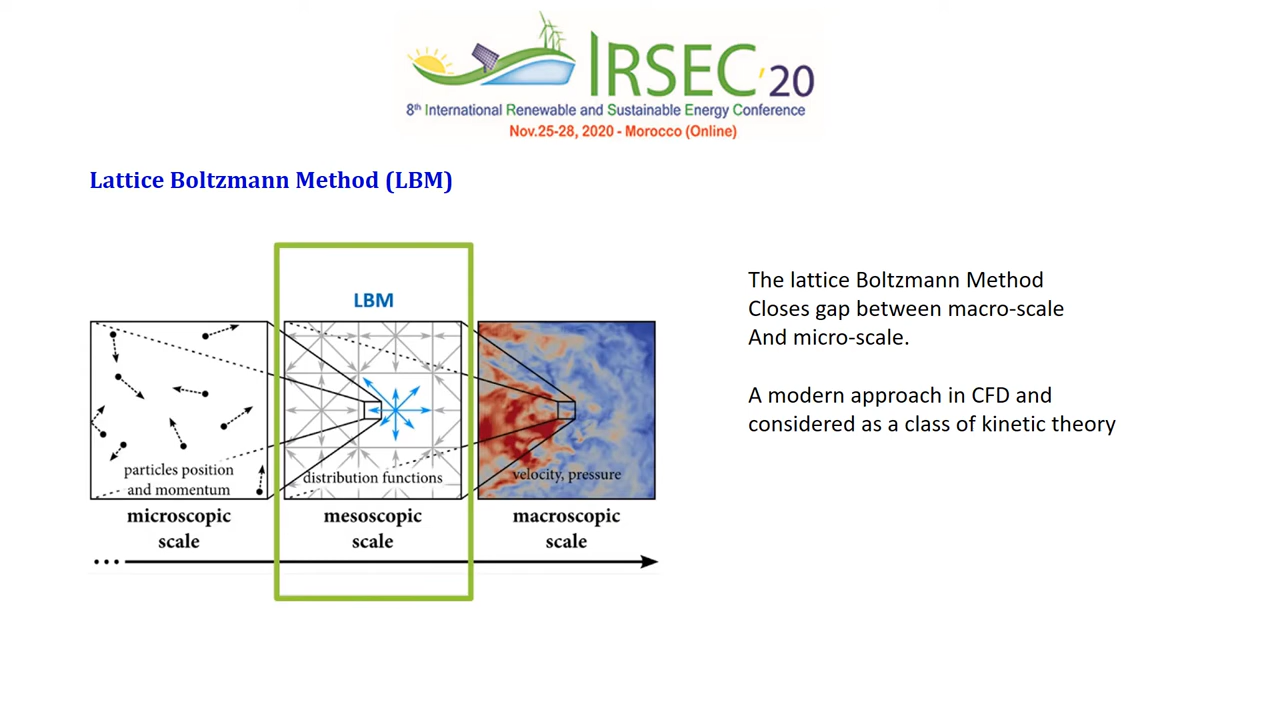 IRSEC'20
8th International Renewable and Sustainable Energy Conference
Nov.25-28, 2020 - Morocco (Online)
Lattice Boltzmann Method (LBM)
LBM
particles position
and momentum
distribution functions
velocity, pressure
microscopic
scale
mesoscopic
scale
macroscopic
scale
The lattice Boltzmann Method
Closes gap between macro-scale
And micro-scale.
A modern approach in CFD and
considered as a class of kinetic theory